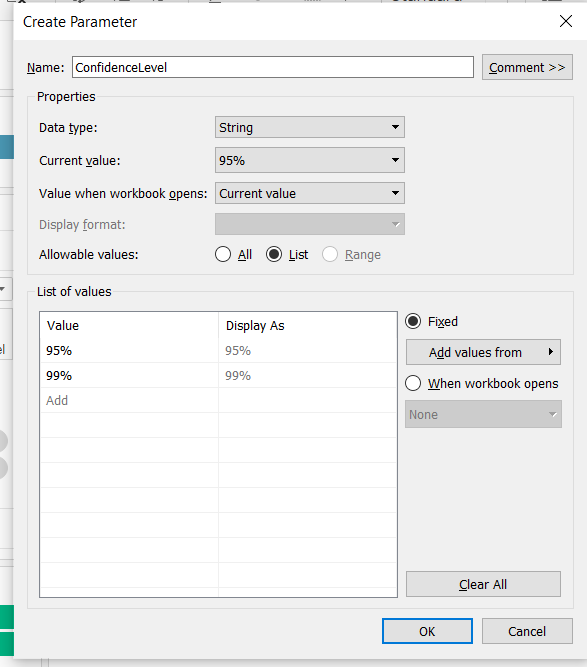 Create Parameter
Name: ConfidenceLevel Comment >>
Properties
Data type: String
Current value: 95%
Value when workbook opens: Current value
Display format:
Allowable values: All List Range
List of values
Value Display As
95% 95%
99% 99%
Add
Fixed
Add values from
When workbook opens
None
Clear All
OK Cancel